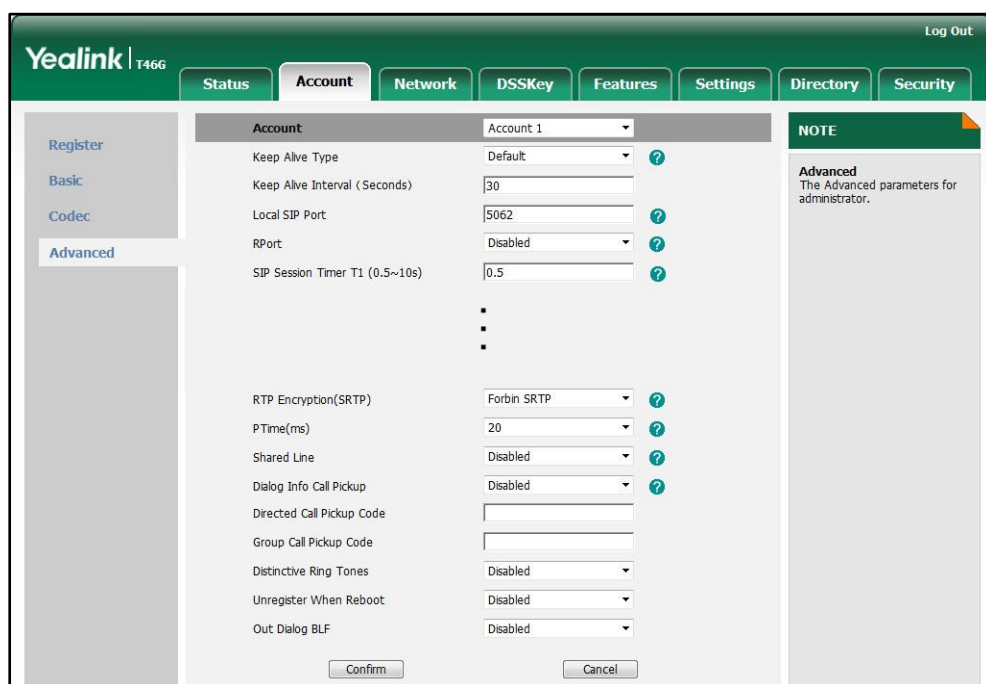 Log Out
Yealink T46G
Status Account Network DSSKey Features Settings Directory Security
Register
Basic
Codec
Advanced
Account Account 1
Keep Alive Type Default ?
Keep Alive Interval (Seconds) 30
Local SIP Port 5062 ?
RPort Disabled ?
SIP Session Timer T1 (0.5~10s) 0.5 ?
RTP Encryption(SRTP) Forbin SRTP ?
PTime(ms) 20 ?
Shared Line Disabled ?
Dialog Info Call Pickup Disabled ?
Directed Call Pickup Code
Group Call Pickup Code
Distinctive Ring Tones Disabled
Unregister When Reboot Disabled
Out Dialog BLF Disabled
Confirm Cancel
NOTE
Advanced
The Advanced parameters for
administrator.